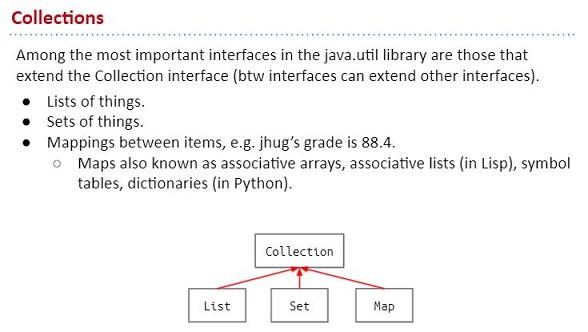 Collections
Among the most important interfaces in the java.util library are those that
extend the Collection interface (btw interfaces can extend other interfaces).
● Lists of things.
● Sets of things.
● Mappings between items, e.g. jhug's grade is 88.4.
○ Maps also known as associative arrays, associative lists (in Lisp), symbol
tables, dictionaries (in Python).
Collection
List Set Map